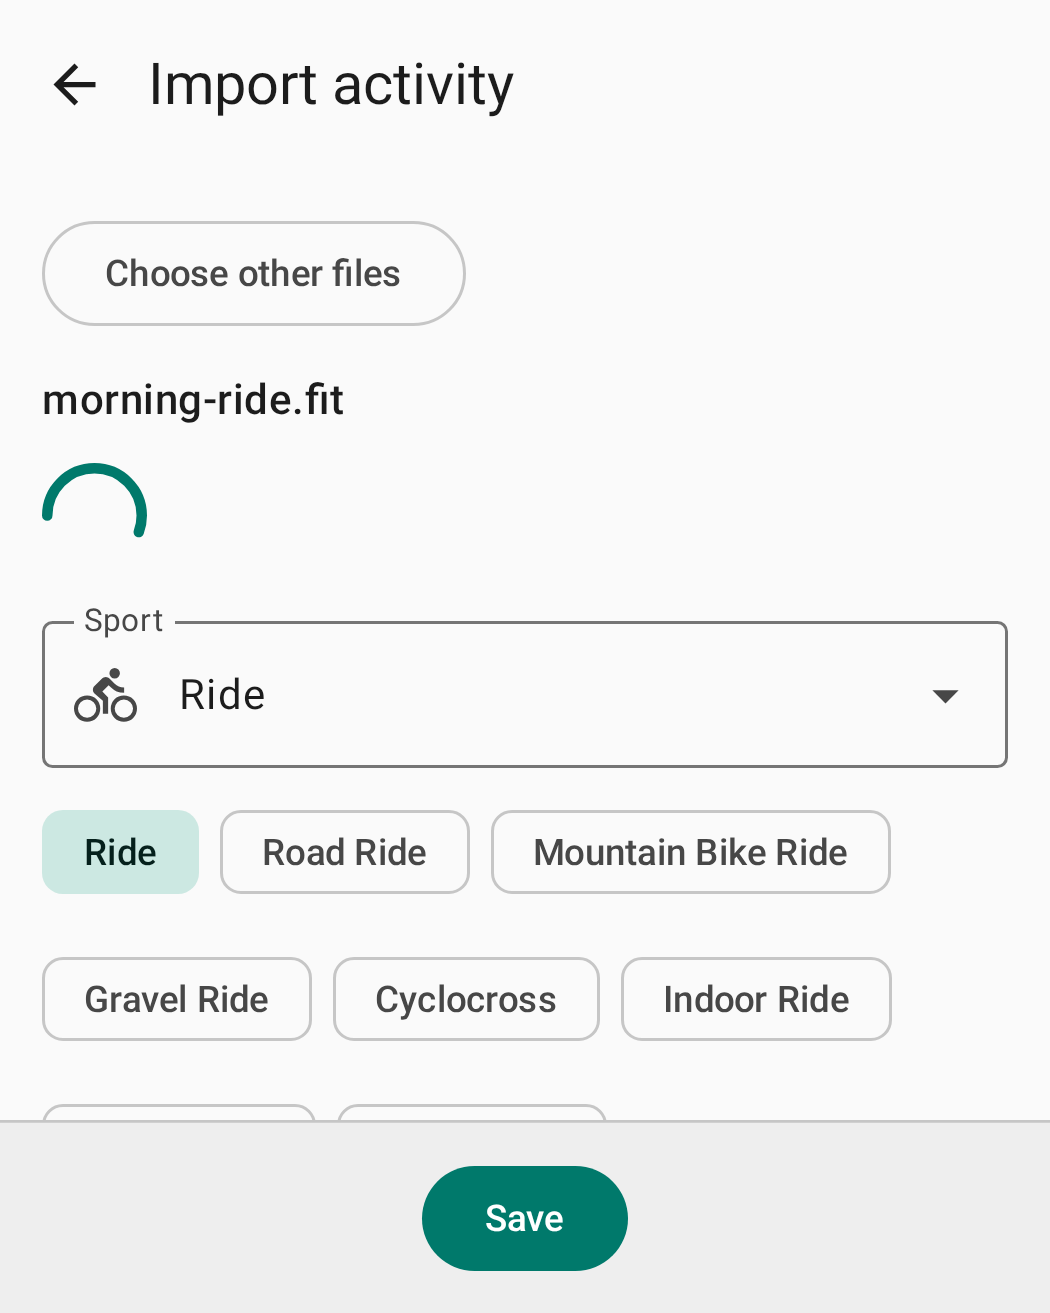 Import activity
Choose other files
morning-ride.fit
Sport
Ride
Ride Road Ride Mountain Bike Ride
Gravel Ride Cyclocross Indoor Ride
Save